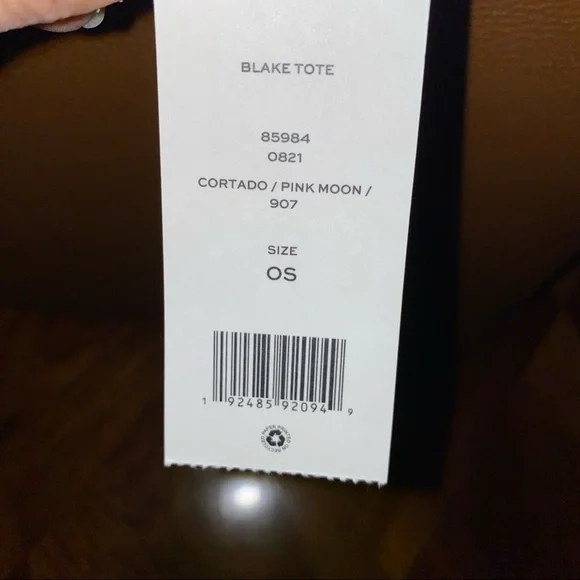 BLAKE TOTE
85984
0821
CORTADO / PINK MOON /
907
SIZE
OS
1 92485 92094 9